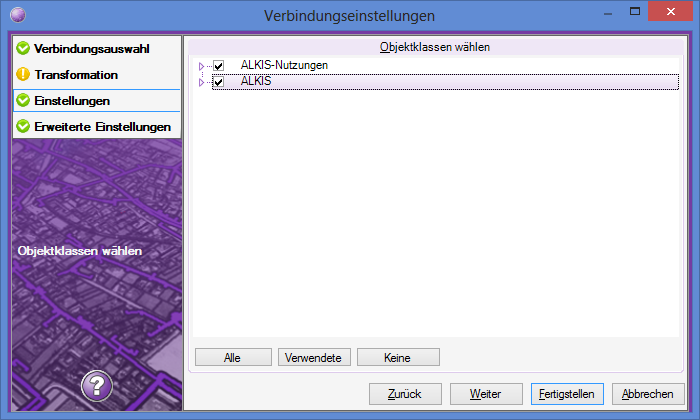 Verbindungseinstellungen
Verbindungsauswahl
Transformation
Einstellungen
Erweiterte Einstellungen
Objektklassen wählen
?
Objektklassen wählen
ALKIS-Nutzungen
ALKIS
Alle Verwendete Keine
Zurück Weiter Fertigstellen Abbrechen